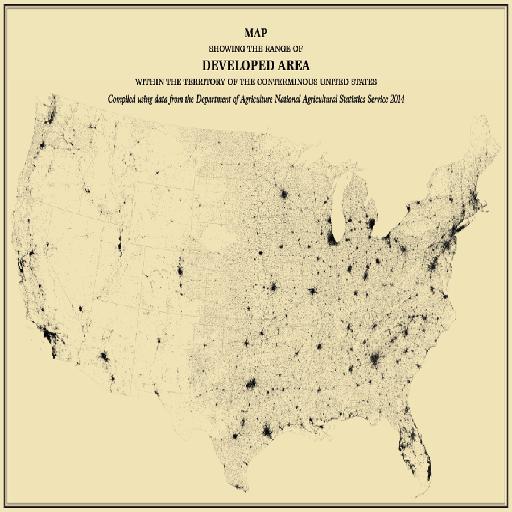 MAP
SHOWING THE RANGE OF
DEVELOPED AREA
WITHIN THE TERRITORY OF THE CONTERMINOUS UNITED STATES
Compiled using data from the Department of Agriculture National Agricultural Statistics Service 2014